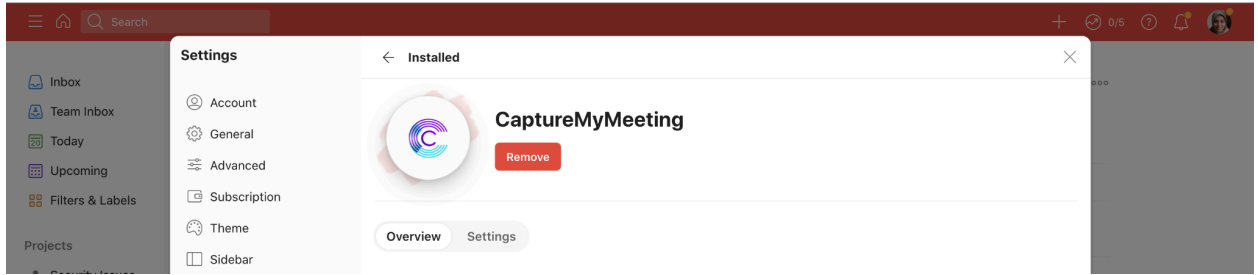 Search
0/5
Settings
Installed
Inbox
Account
CaptureMyMeeting
Team Inbox
General
Today
20
Remove
Advanced
Upcoming
Subscription
Filters & Labels
Theme
Overview
Settings
Projects
Sidebar